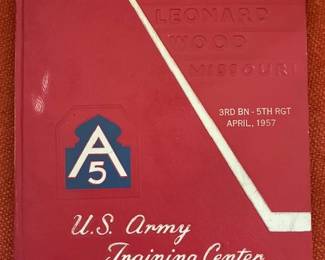 LEONARD
WOOD
MISSOURI
3RD BN - 5TH RGT
APRIL, 1957
A
5
U.S. Army
Training Center